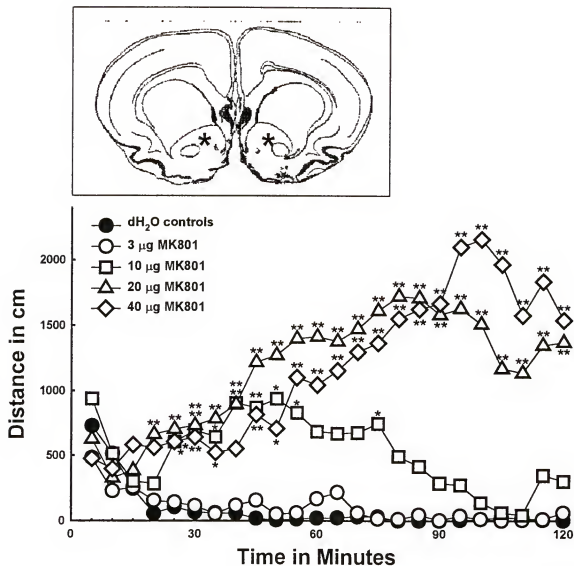 dH₂O controls
3 μg MK801
10 μg MK801
20 μg MK801
40 μg MK801
Distance in cm
2000
1500
1000
500
0
0
30
60
90
120
Time in Minutes